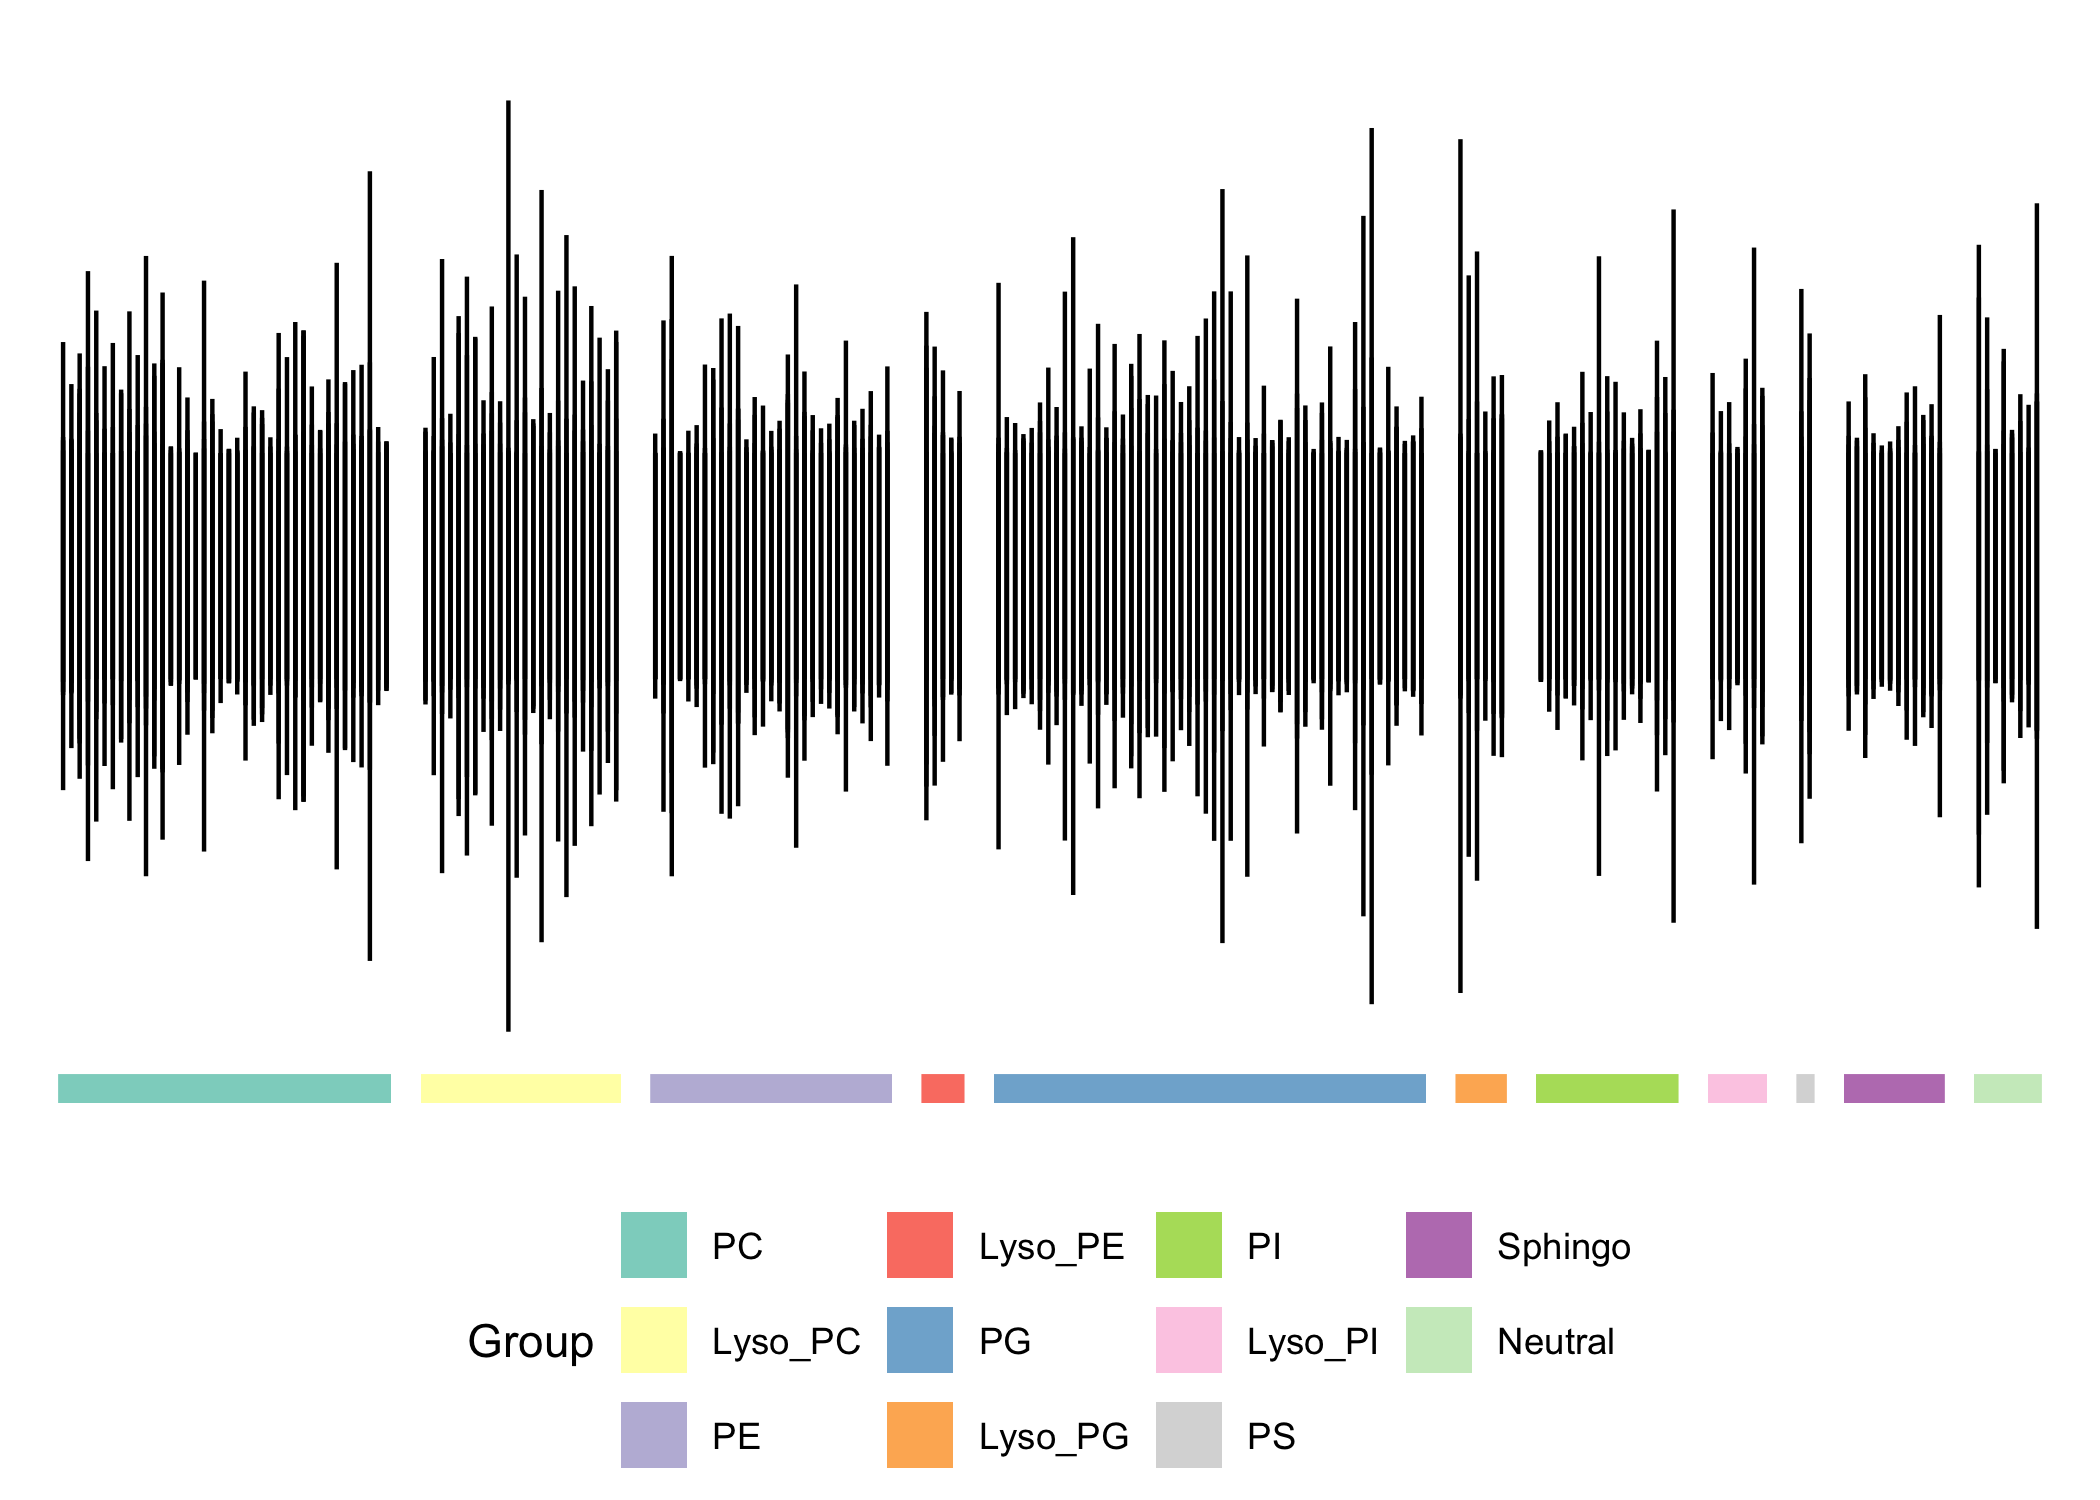 Group
PC
Lyso_PC
PE
Lyso_PE
PG
Lyso_PG
PI
Lyso_PI
PS
Sphingo
Neutral